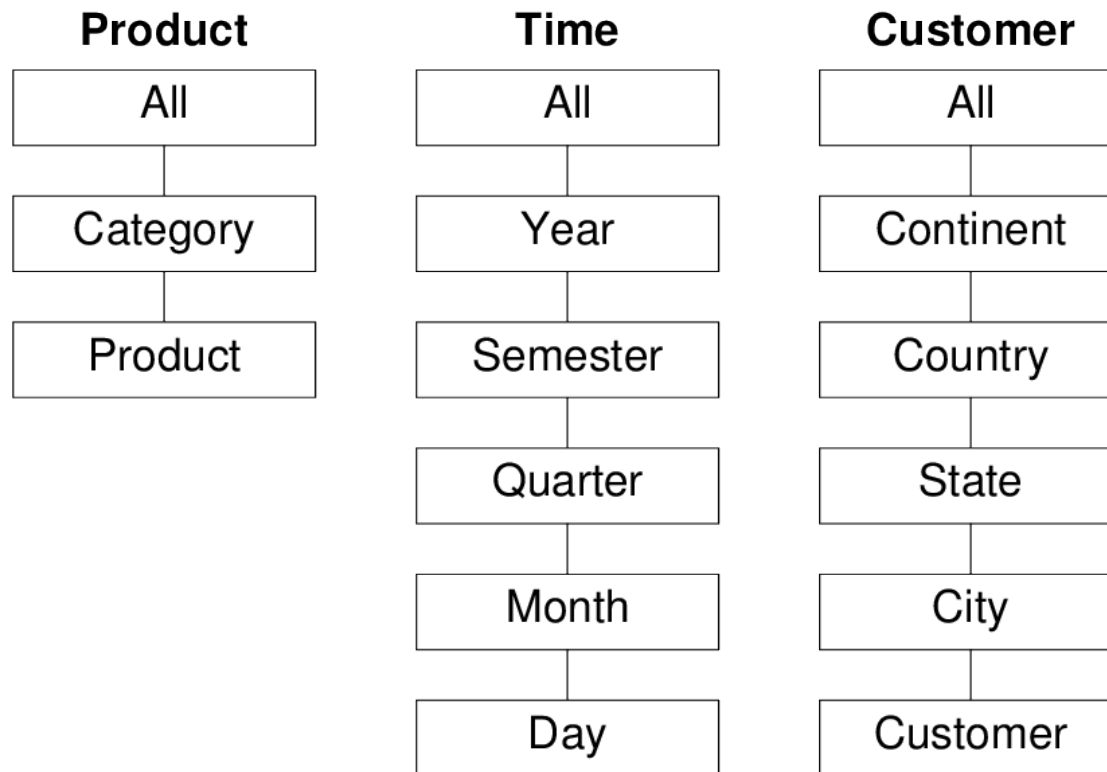 Product
All
Category
Product
Time
All
Year
Semester
Quarter
Month
Day
Customer
All
Continent
Country
State
City
Customer